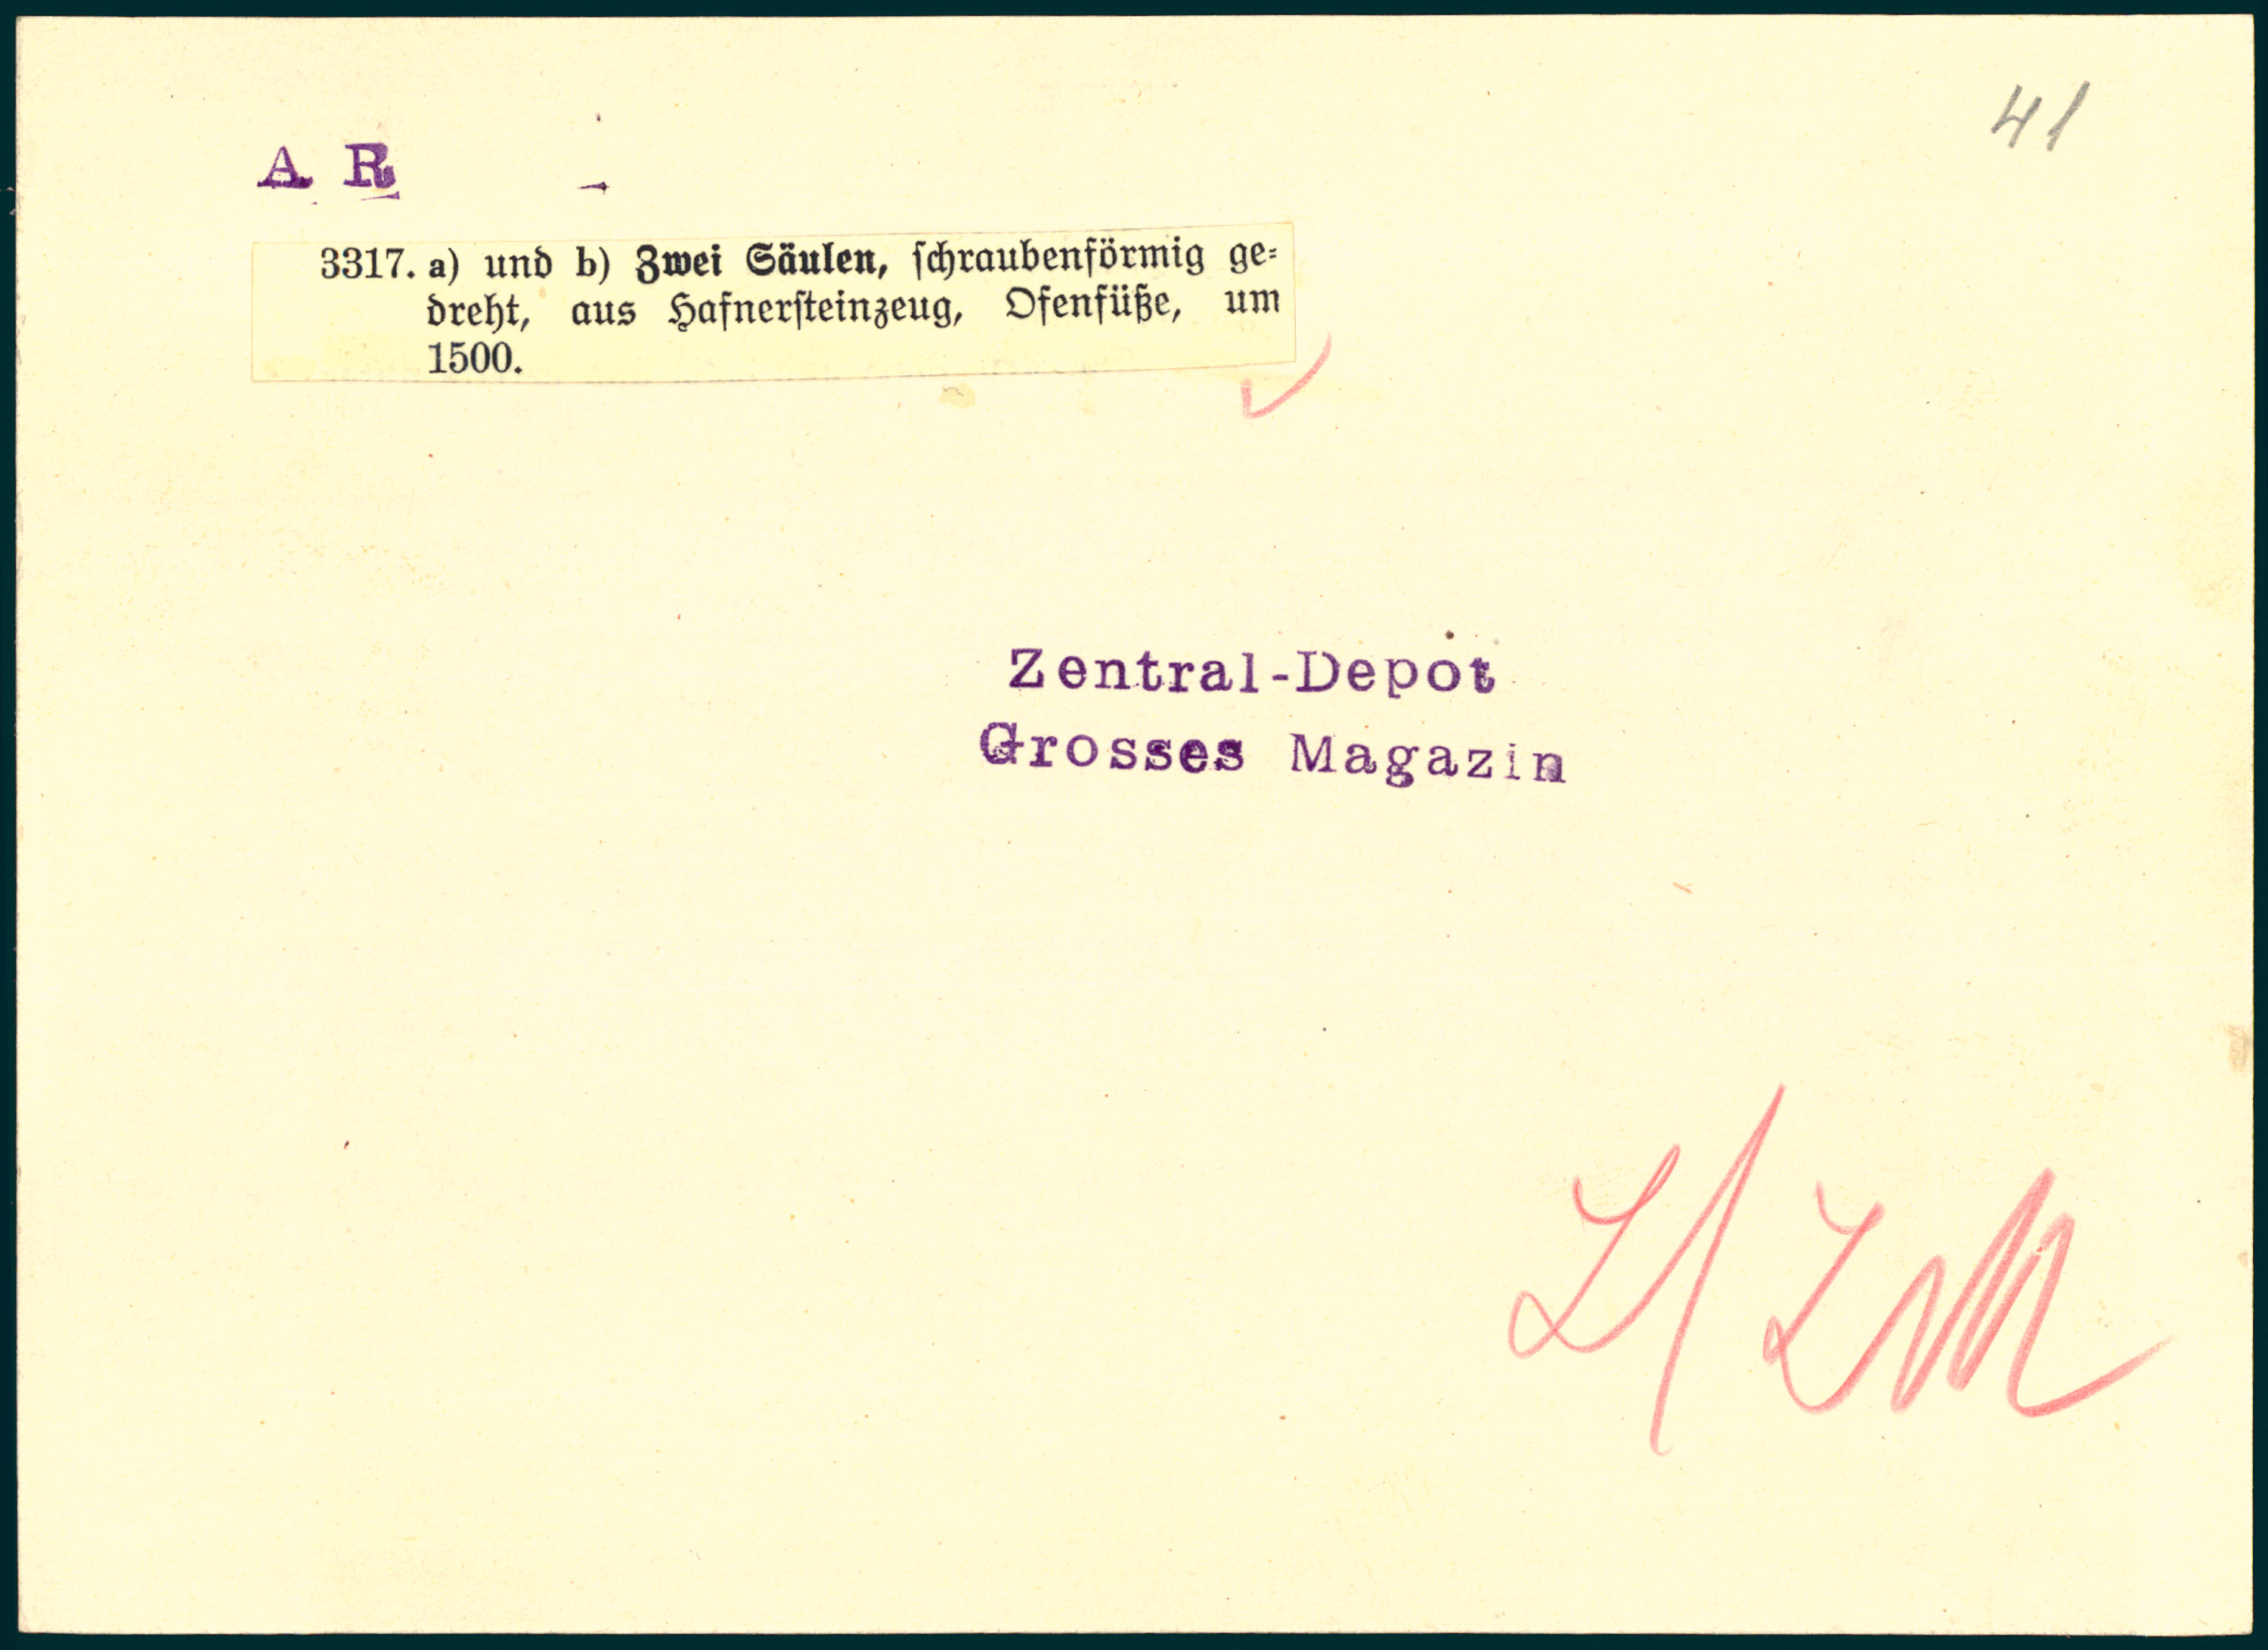 41
A R
3317. a) und b) Zwei Säulen, ſchraubenförmig ge-
dreht, aus Hafnerſteinzeug, Ofenfüße, um
1500.
Zentral-Depot
Grosses Magazin